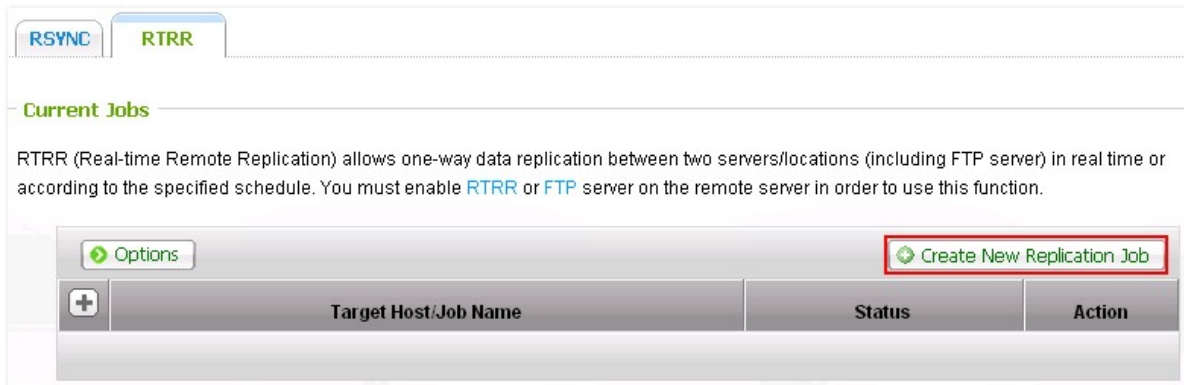 RSYNC RTRR
Current Jobs
RTRR (Real-time Remote Replication) allows one-way data replication between two servers/locations (including FTP server) in real time or
according to the specified schedule. You must enable RTRR or FTP server on the remote server in order to use this function.
Options Create New Replication Job
Target Host/Job Name Status Action